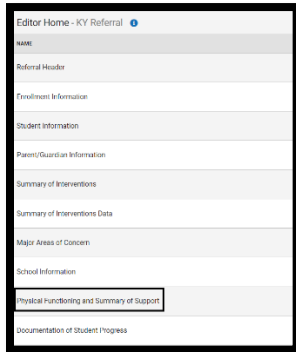 Editor Home - KY Referral
NAME
Referral Header
Enrollment Information
Student Information
Parent/Guardian Information
Summary of Interventions
Summary of Interventions Data
Major Areas of Concern
School Information
Physical Functioning and Summary of Support
Documentation of Student Progress